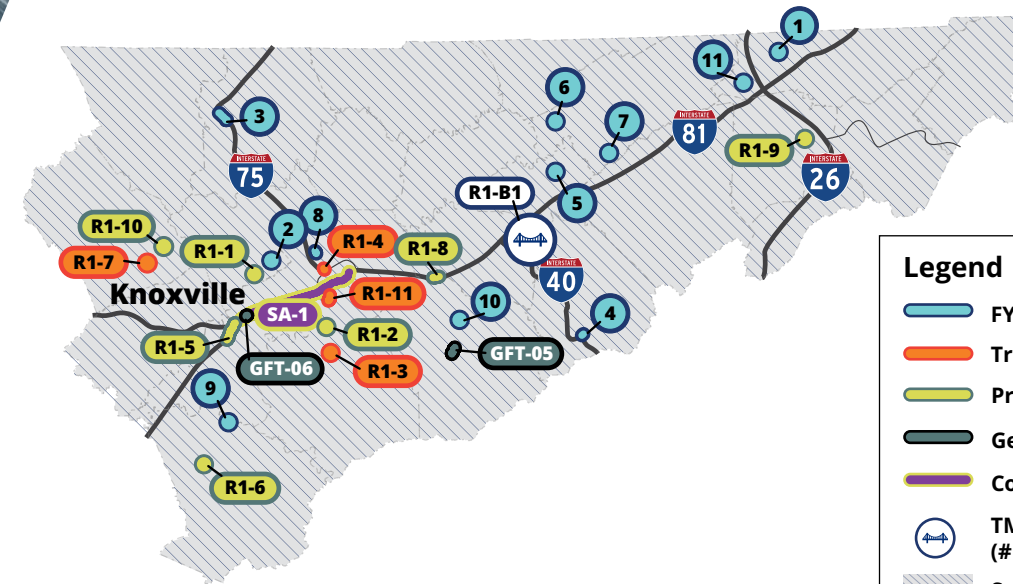 1
11
6
3
7
INTERSTATE
81
R1-9
INTERSTATE
75
INTERSTATE
26
R1-B1
5
R1-10
2
8
R1-4
R1-8
R1-1
R1-7
Legend
INTERSTATE
40
Knoxville
R1-11
FY
SA-1
10
4
R1-2
R1-5
Tr
GFT-05
GFT-06
R1-3
9
Pr
Ge
R1-6
Co
TM
(#